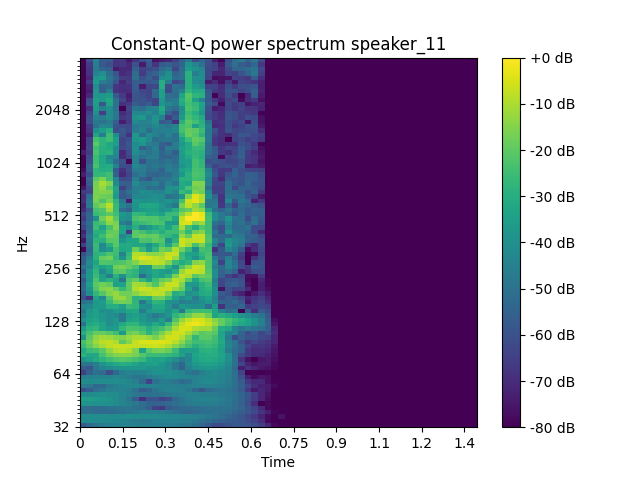 Constant-Q power spectrum speaker_11
Hz
2048
1024
512
256
128
64
32
0 0.15 0.3 0.45 0.6 0.75 0.9 1.1 1.2 1.4
Time
+0 dB
-10 dB
-20 dB
-30 dB
-40 dB
-50 dB
-60 dB
-70 dB
-80 dB